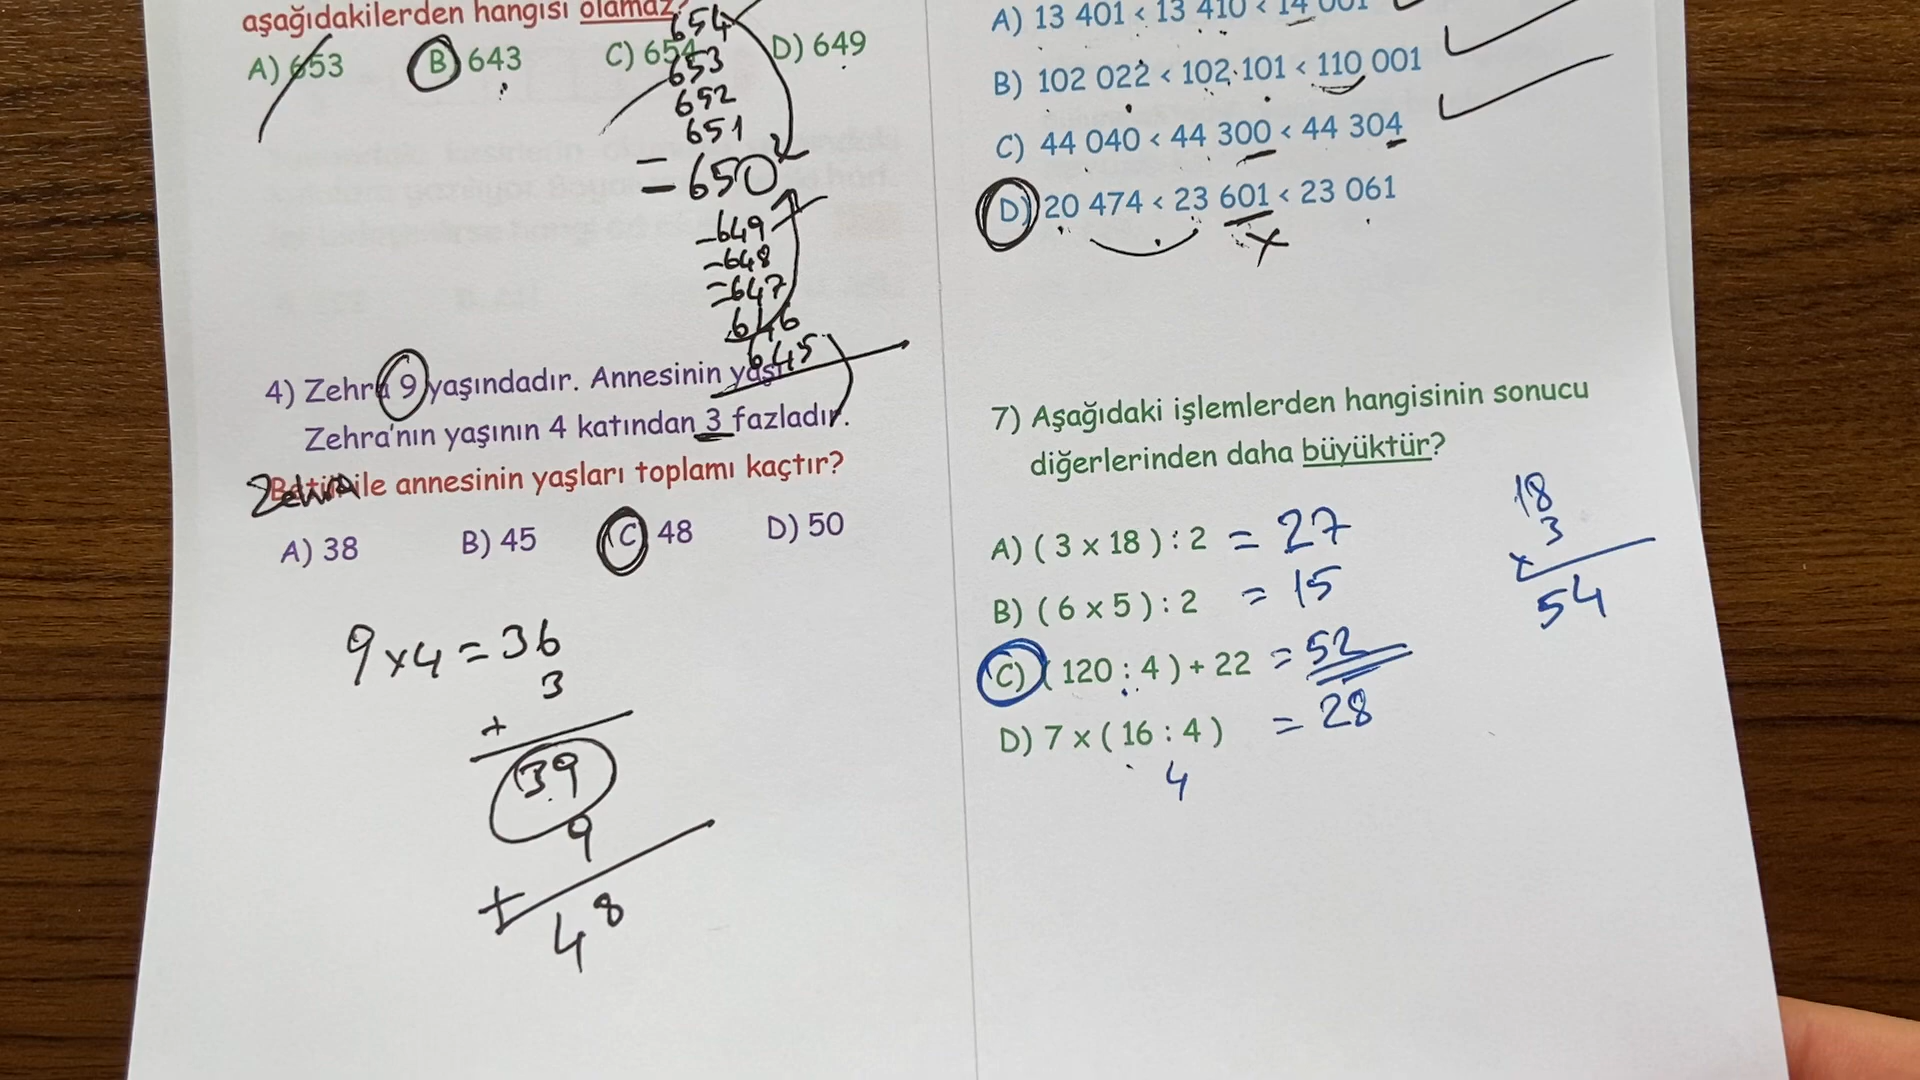 aşağıdakilerden hangisi olamaz?
A) 653 B) 643 C) 654 D) 649
654
653
652
651
= 650
- 649
- 648
= 647
646
645
4) Zehra 9 yaşındadır. Annesinin yaşı
Zehra'nın yaşının 4 katından 3 fazladır.
Zehra ile annesinin yaşları toplamı kaçtır?
A) 38 B) 45 C) 48 D) 50
9 x 4 = 36
3
+
39
9
+
48
A) 13 401 < 13 410 < 14 001
B) 102 022 < 102 101 < 110 001
C) 44 040 < 44 300 < 44 304
D) 20 474 < 23 601 < 23 061
x
7) Aşağıdaki işlemlerden hangisinin sonucu
diğerlerinden daha büyüktür?
A) ( 3 x 18 ) : 2 = 27
B) ( 6 x 5 ) : 2 = 15
C) ( 120 : 4 ) + 22 = 52
D) 7 x ( 16 : 4 ) = 28
4
18
3
x
54